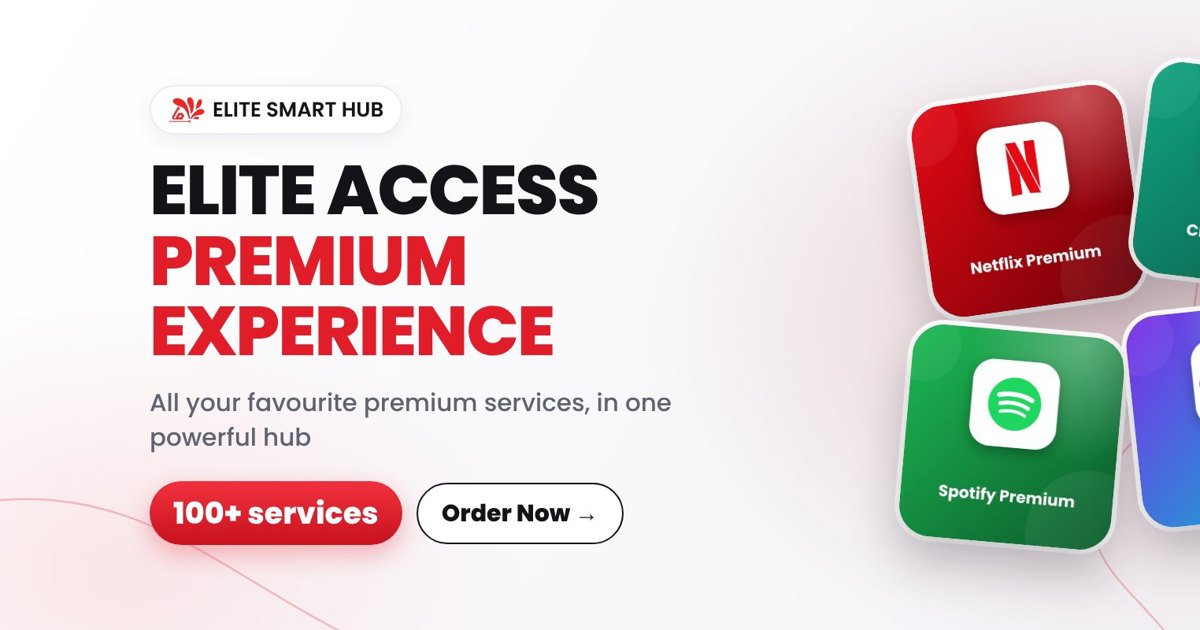 ELITE SMART HUB
ELITE ACCESS
PREMIUM
EXPERIENCE
All your favourite premium services, in one
powerful hub
100+ services
Order Now →
Netflix Premium
Spotify Premium